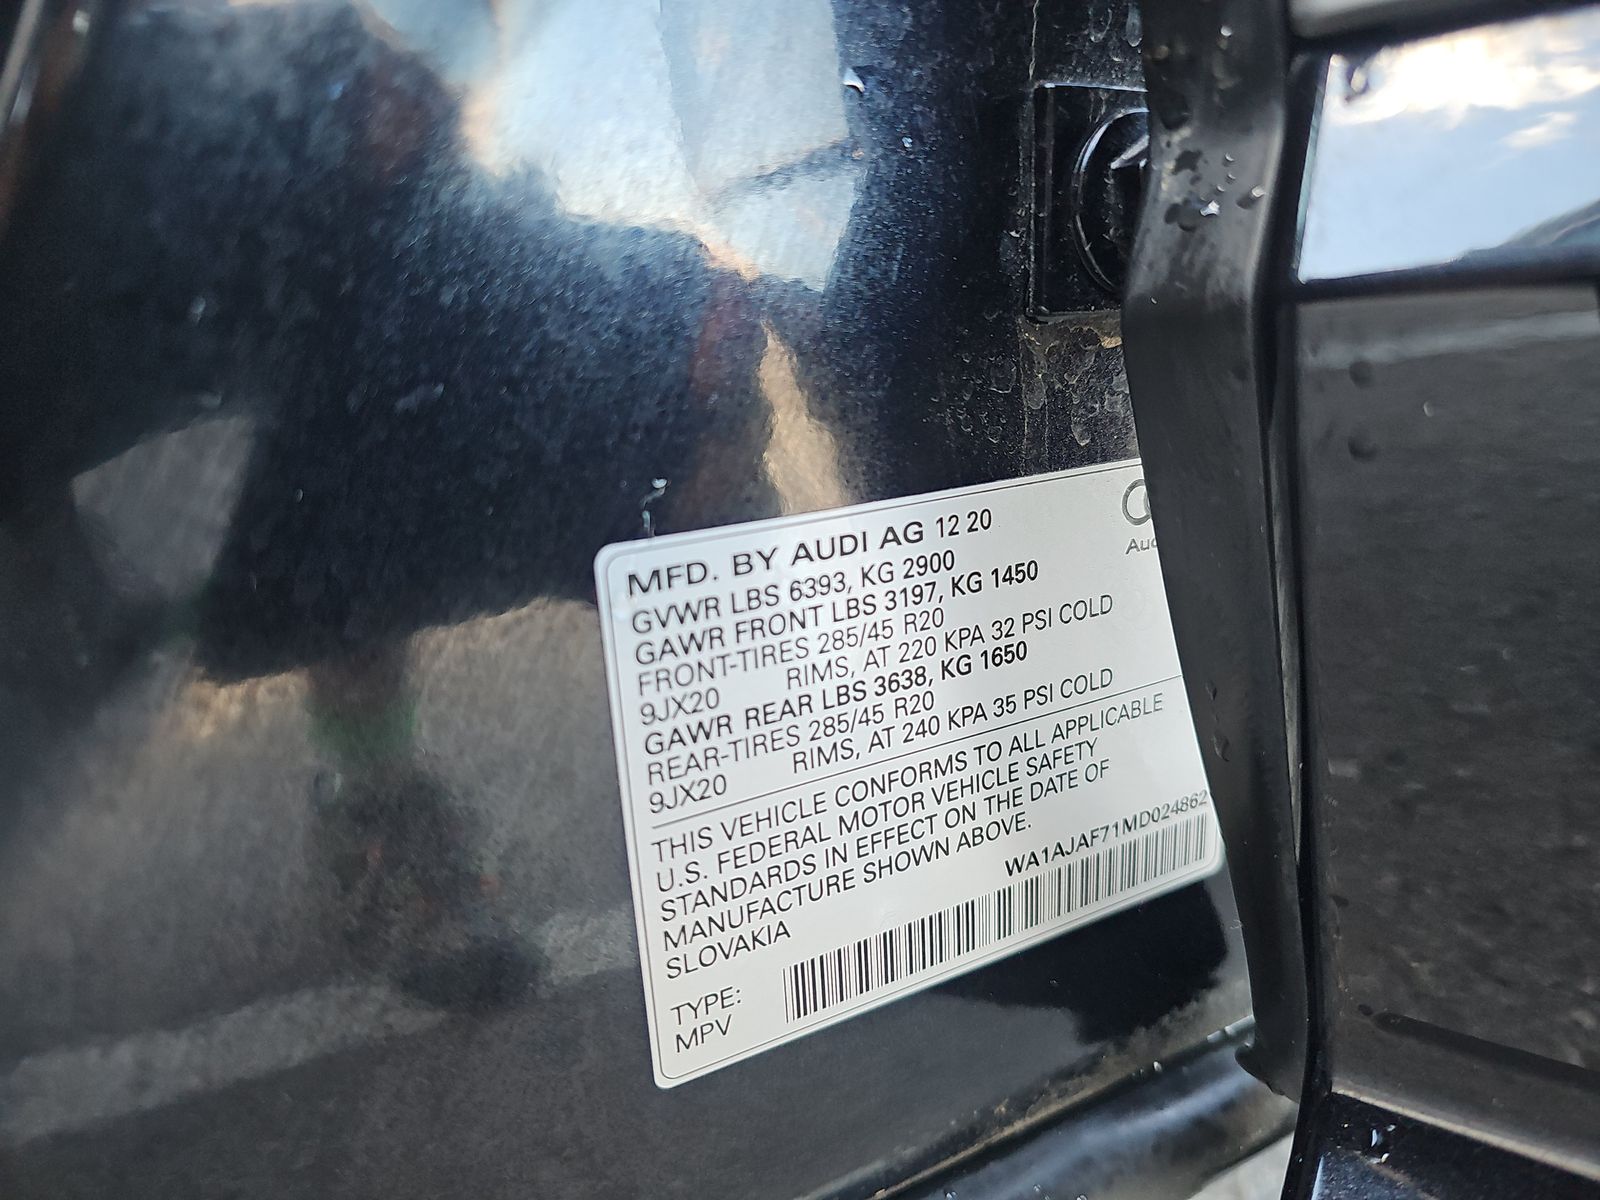 MFD. BY AUDI AG 12 20
GVWR LBS 6393, KG 2900
GAWR FRONT LBS 3197, KG 1450
FRONT-TIRES 285/45 R20
9JX20 RIMS, AT 220 KPA 32 PSI COLD
GAWR REAR LBS 3638, KG 1650
REAR-TIRES 285/45 R20
9JX20 RIMS, AT 240 KPA 35 PSI COLD
THIS VEHICLE CONFORMS TO ALL APPLICABLE
U.S. FEDERAL MOTOR VEHICLE SAFETY
STANDARDS IN EFFECT ON THE DATE OF
MANUFACTURE SHOWN ABOVE.
SLOVAKIA
WA1AJAF71MD024862
TYPE:
MPV